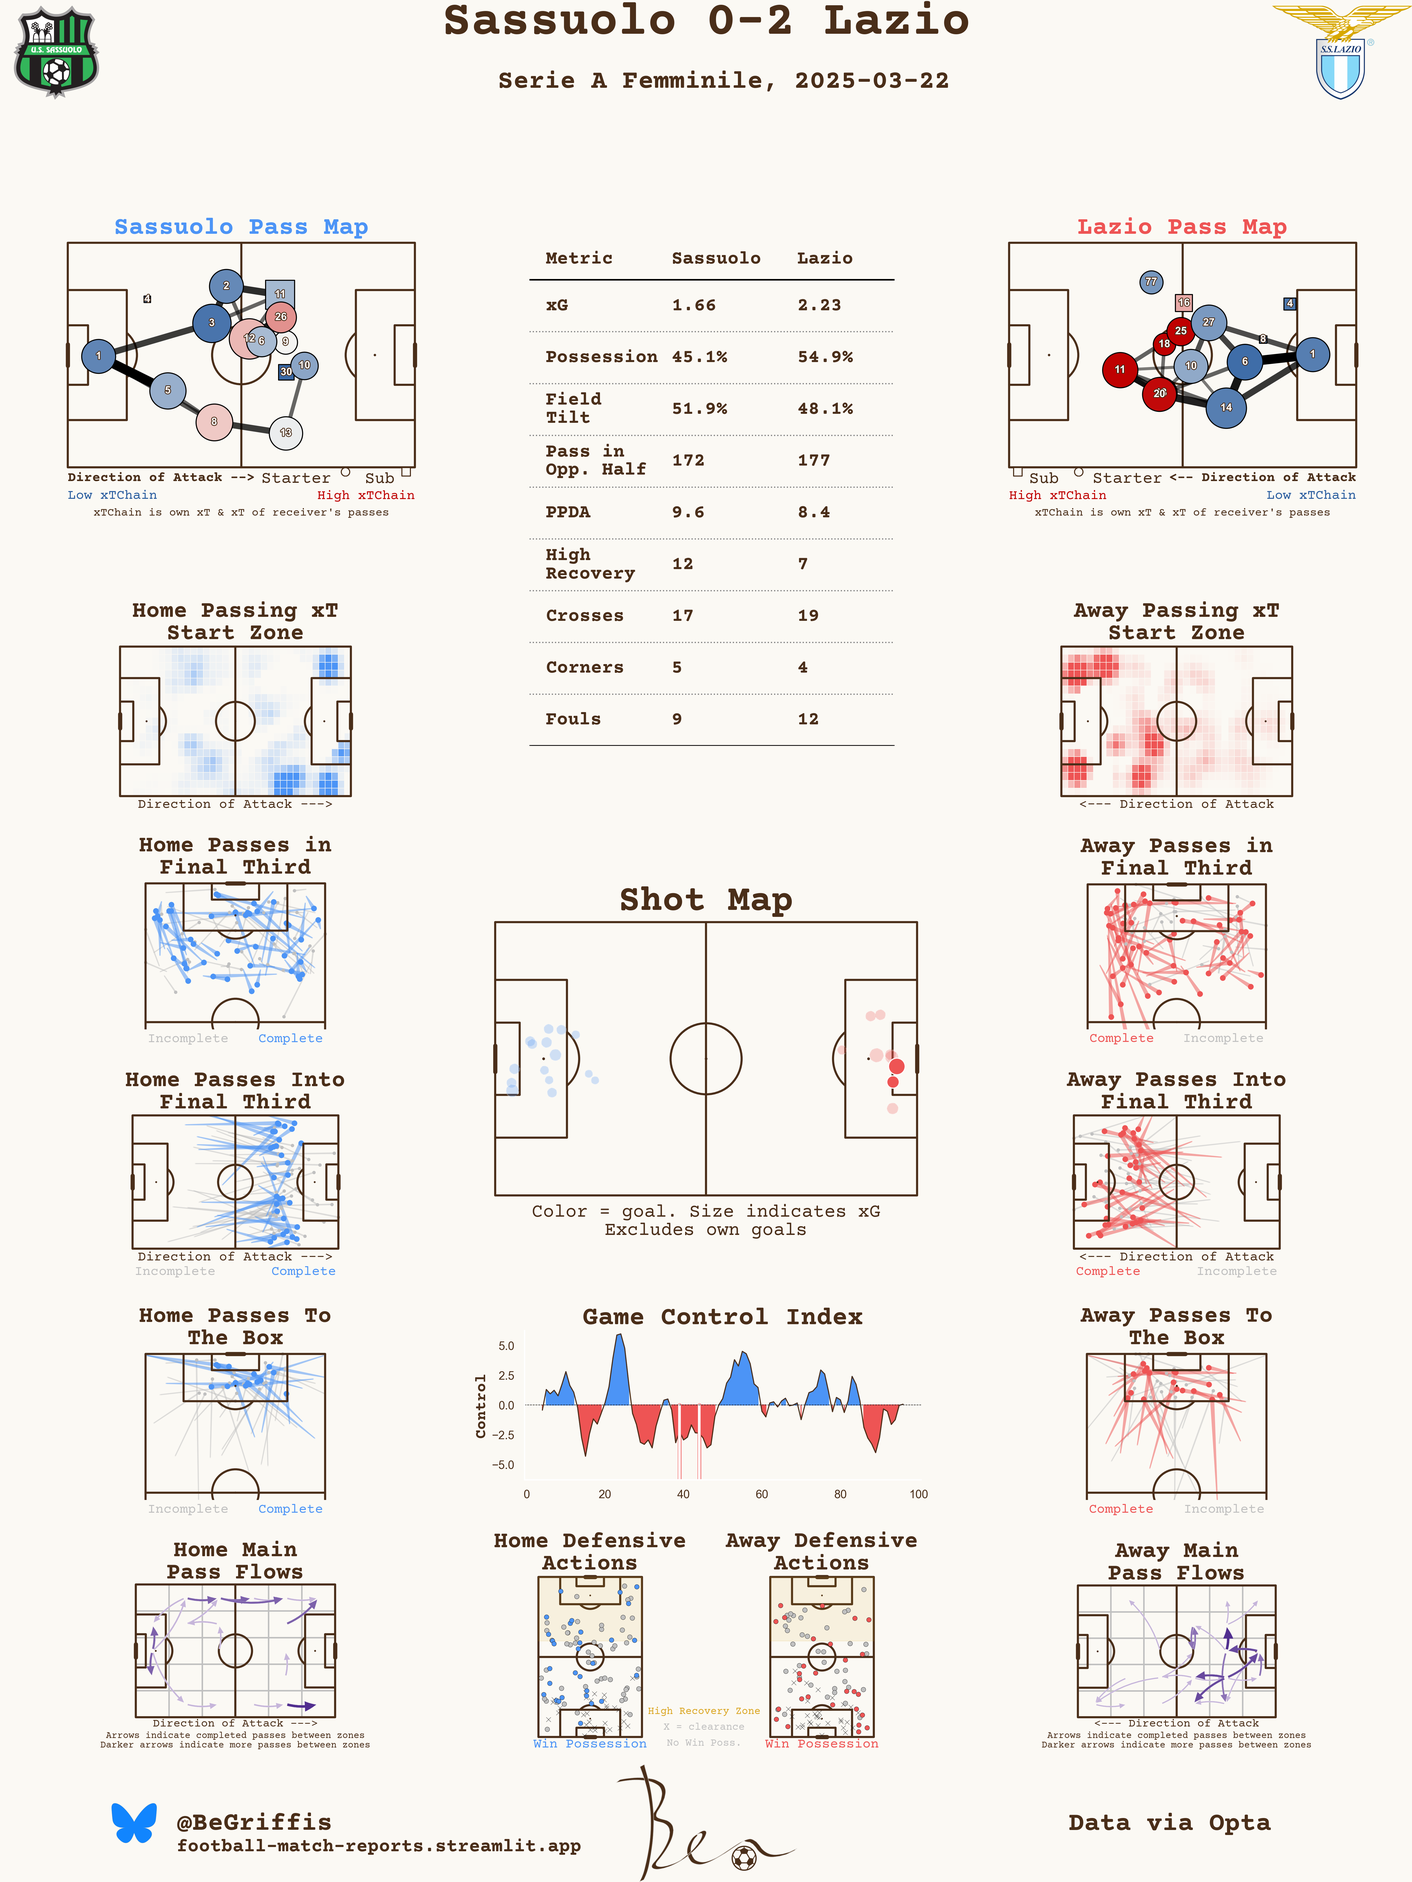 Sassuolo 0-2 Lazio
Serie A Femminile, 2025-03-22
U.S. SASSUOLO
S.S.LAZIO
®
Sassuolo Pass Map
1
2
3
4
5
6
8
9
10
11
12
13
26
30
Direction of Attack --> Starter Sub
Low xTChain High xTChain
xTChain is own xT & xT of receiver's passes
Metric Sassuolo Lazio
xG 1.66 2.23
Possession 45.1% 54.9%
Field
Tilt 51.9% 48.1%
Pass in
Opp. Half 172 177
PPDA 9.6 8.4
High
Recovery 12 7
Crosses 17 19
Corners 5 4
Fouls 9 12
Lazio Pass Map
77
16
4
27
25
18
8
1
6
10
11
20
14
Sub Starter <-- Direction of Attack
High xTChain Low xTChain
xTChain is own xT & xT of receiver's passes
Home Passing xT
Start Zone
Direction of Attack --->
Away Passing xT
Start Zone
<--- Direction of Attack
Home Passes in
Final Third
Incomplete Complete
Away Passes in
Final Third
Complete Incomplete
Shot Map
Color = goal. Size indicates xG
Excludes own goals
Home Passes Into
Final Third
Direction of Attack --->
Incomplete Complete
Away Passes Into
Final Third
<--- Direction of Attack
Complete Incomplete
Home Passes To
The Box
Incomplete Complete
Game Control Index
Control
5.0
2.5
0.0
−2.5
−5.0
0 20 40 60 80 100
Away Passes To
The Box
Complete Incomplete
Home Main
Pass Flows
Direction of Attack --->
Arrows indicate completed passes between zones
Darker arrows indicate more passes between zones
Home Defensive
Actions
Win Possession
High Recovery Zone
X = clearance
No Win Poss.
Away Defensive
Actions
Win Possession
Away Main
Pass Flows
<--- Direction of Attack
Arrows indicate completed passes between zones
Darker arrows indicate more passes between zones
@BeGriffis
football-match-reports.streamlit.app
Ben
Data via Opta